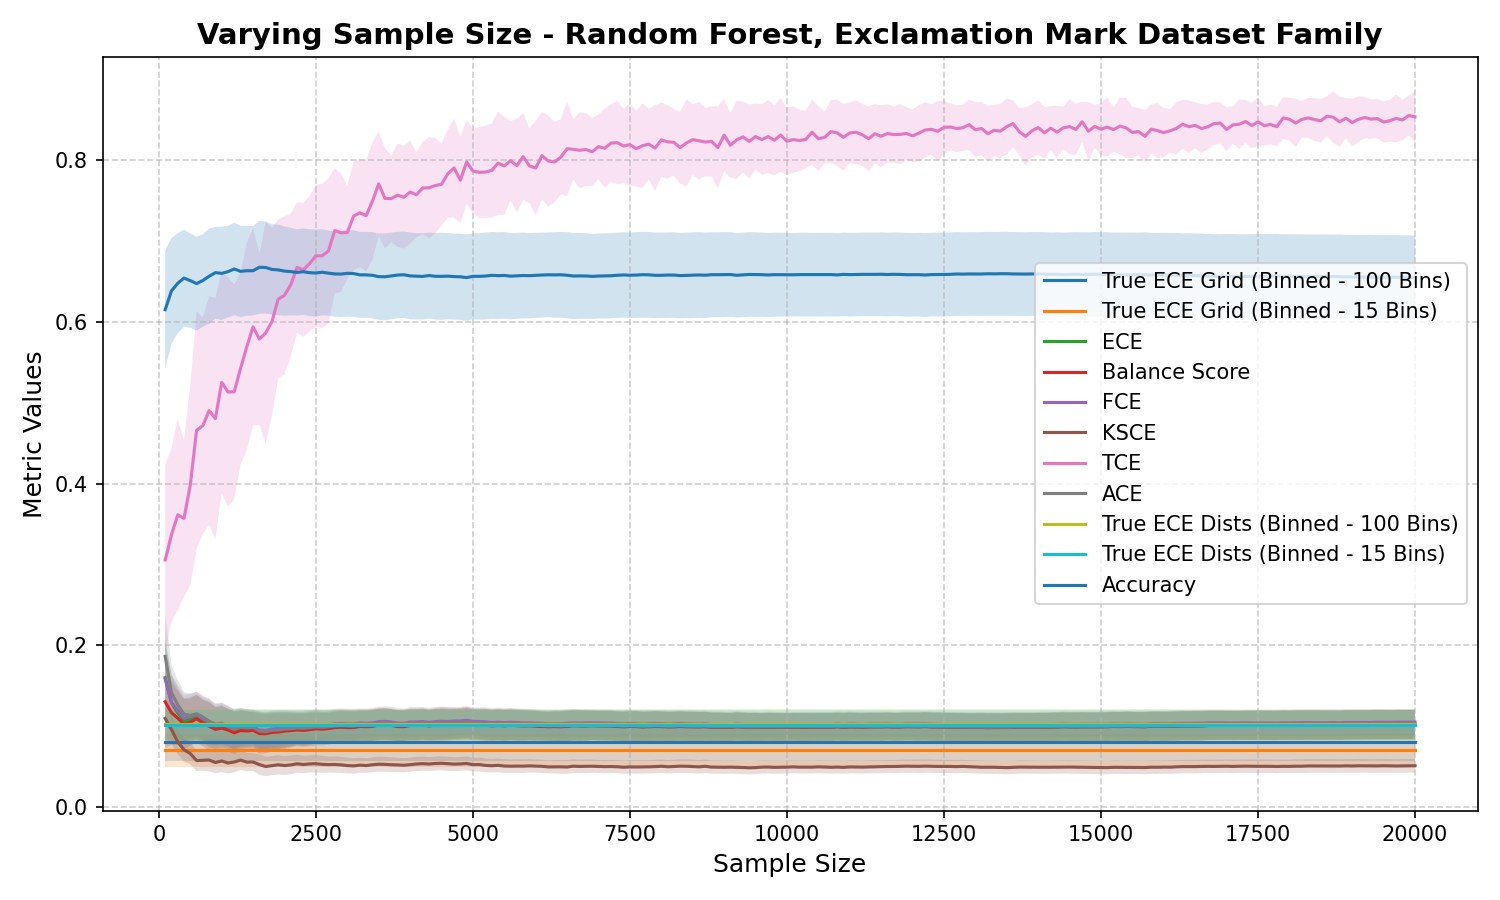 Varying Sample Size - Random Forest, Exclamation Mark Dataset Family
Metric Values
0.8
0.6
0.4
0.2
0.0
True ECE Grid (Binned - 100 Bins)
True ECE Grid (Binned - 15 Bins)
ECE
Balance Score
FCE
KSCE
TCE
ACE
True ECE Dists (Binned - 100 Bins)
True ECE Dists (Binned - 15 Bins)
Accuracy
0 2500 5000 7500 10000 12500 15000 17500 20000
Sample Size